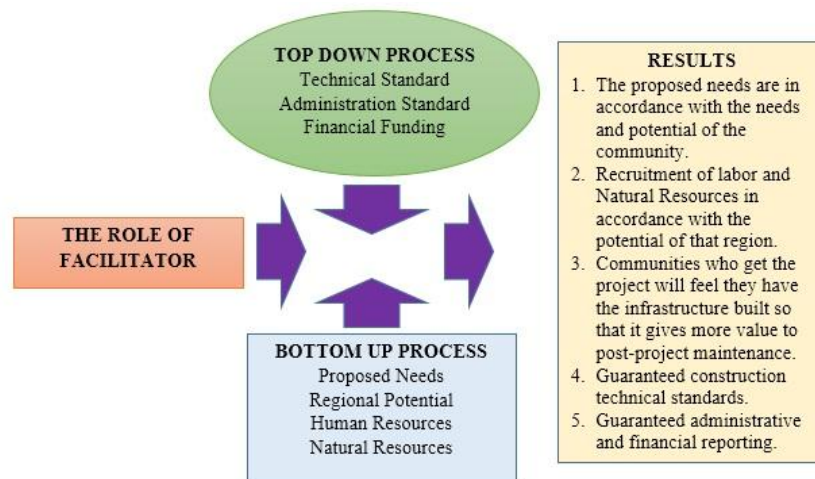 TOP DOWN PROCESS
Technical Standard
Administration Standard
Financial Funding
THE ROLE OF
FACILITATOR
BOTTOM UP PROCESS
Proposed Needs
Regional Potential
Human Resources
Natural Resources
RESULTS
1. The proposed needs are in
accordance with the needs
and potential of the
community.
2. Recruitment of labor and
Natural Resources in
accordance with the
potential of that region.
3. Communities who get the
project will feel they have
the infrastructure built so
that it gives more value to
post-project maintenance.
4. Guaranteed construction
technical standards.
5. Guaranteed administrative
and financial reporting.